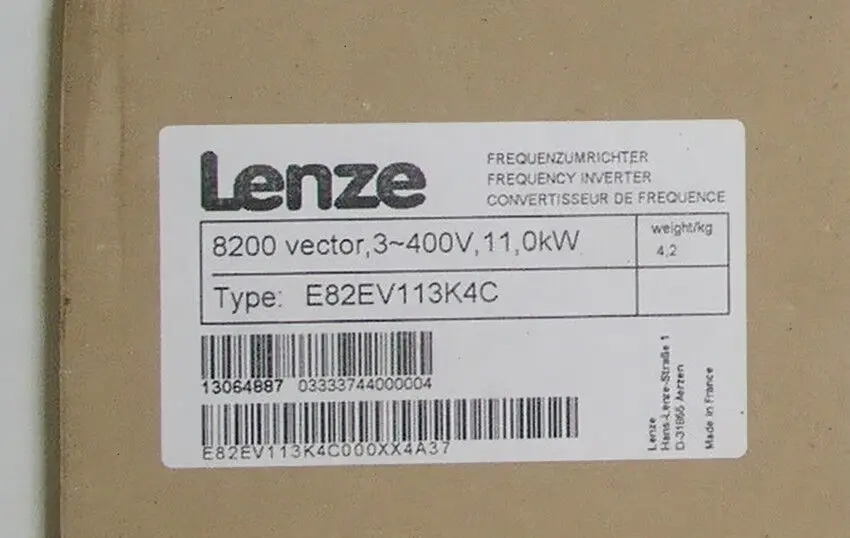 Lenze
FREQUENZUMRICHTER
FREQUENCY INVERTER
CONVERTISSEUR DE FREQUENCE
8200 vector,3~400V,11,0kW
weight/kg
4,2
Type: E82EV113K4C
13064887 03333744000004
E82EV113K4C000XX4A37
Lenze
Hans-Lenze-Straße 1
D-31855 Aerzen
Made in France